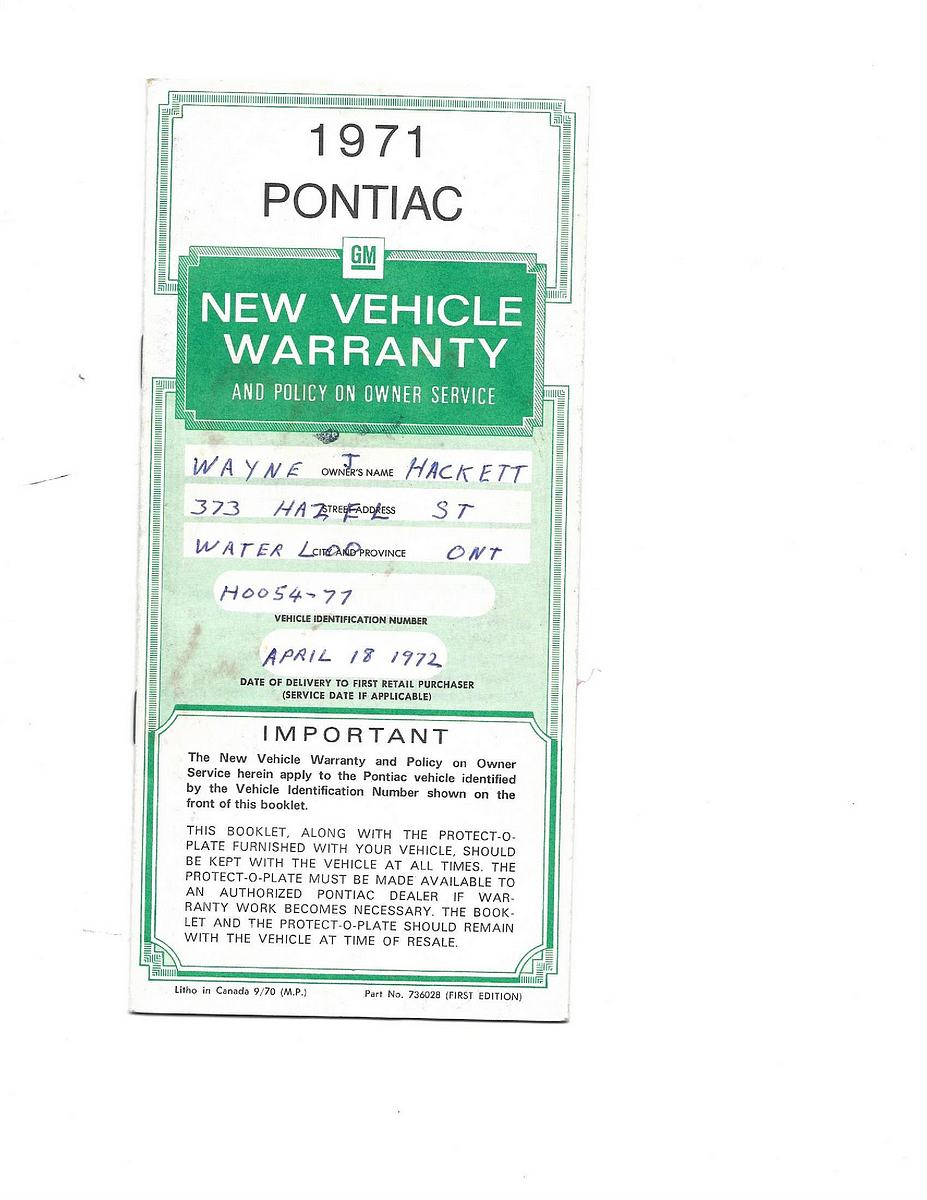 1971
PONTIAC
GM
NEW VEHICLE
WARRANTY
AND POLICY ON OWNER SERVICE
WAYNE J HACKETT
OWNER'S NAME
373 HAZEL ST
STREET ADDRESS
WATERLOO ONT
CITY AND PROVINCE
H0054-77
VEHICLE IDENTIFICATION NUMBER
APRIL 18 1972
DATE OF DELIVERY TO FIRST RETAIL PURCHASER
(SERVICE DATE IF APPLICABLE)
IMPORTANT
The New Vehicle Warranty and Policy on Owner
Service herein apply to the Pontiac vehicle identified
by the Vehicle Identification Number shown on the
front of this booklet.
THIS BOOKLET, ALONG WITH THE PROTECT-O-
PLATE FURNISHED WITH YOUR VEHICLE, SHOULD
BE KEPT WITH THE VEHICLE AT ALL TIMES. THE
PROTECT-O-PLATE MUST BE MADE AVAILABLE TO
AN AUTHORIZED PONTIAC DEALER IF WAR-
RANTY WORK BECOMES NECESSARY. THE BOOK-
LET AND THE PROTECT-O-PLATE SHOULD REMAIN
WITH THE VEHICLE AT TIME OF RESALE.
Litho in Canada 9/70 (M.P.) Part No. 736028 (FIRST EDITION)